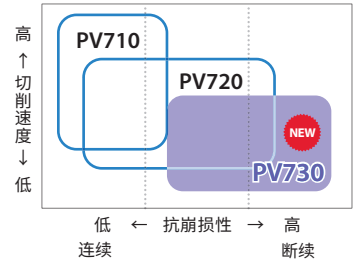 高
↑
切
削
速
度
↓
低
PV710
PV720
NEW
PV730
低 ← 抗崩损性 → 高
连续 断续